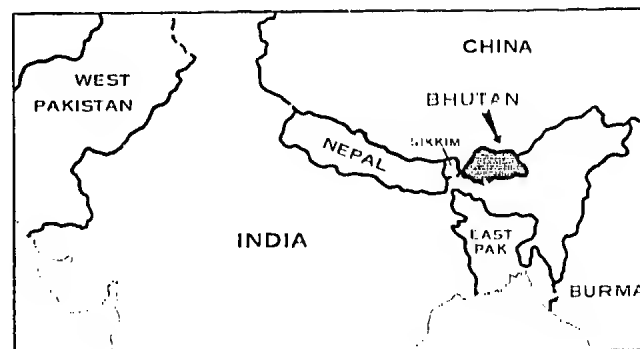 CHINA
WEST
PAKISTAN
BHUTAN
SIKKIM
NEPAL
INDIA
EAST
PAK
BURMA